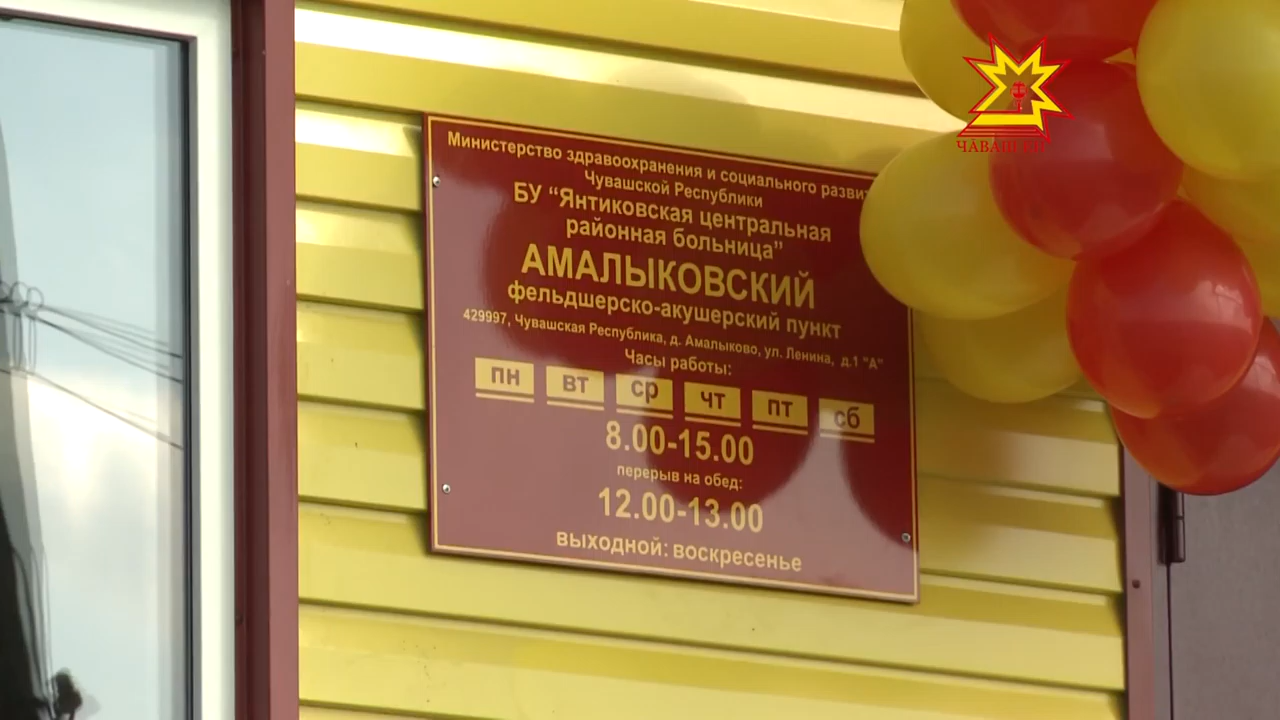 Министерство здравоохранения и социального
Чувашской Республики
БУ “Янтиковская центральная
районная больница”
АМАЛЫКОВСКИЙ
фельдшерско-акушерский пункт
429997, Чувашская Республика, д. Амалыково, ул. Ленина, д.1 "А"
Часы работы:
пн вт ср чт пт сб
8.00-15.00
перерыв на обед:
12.00-13.00
выходной: воскресенье
ЧӐВАШ ЕН